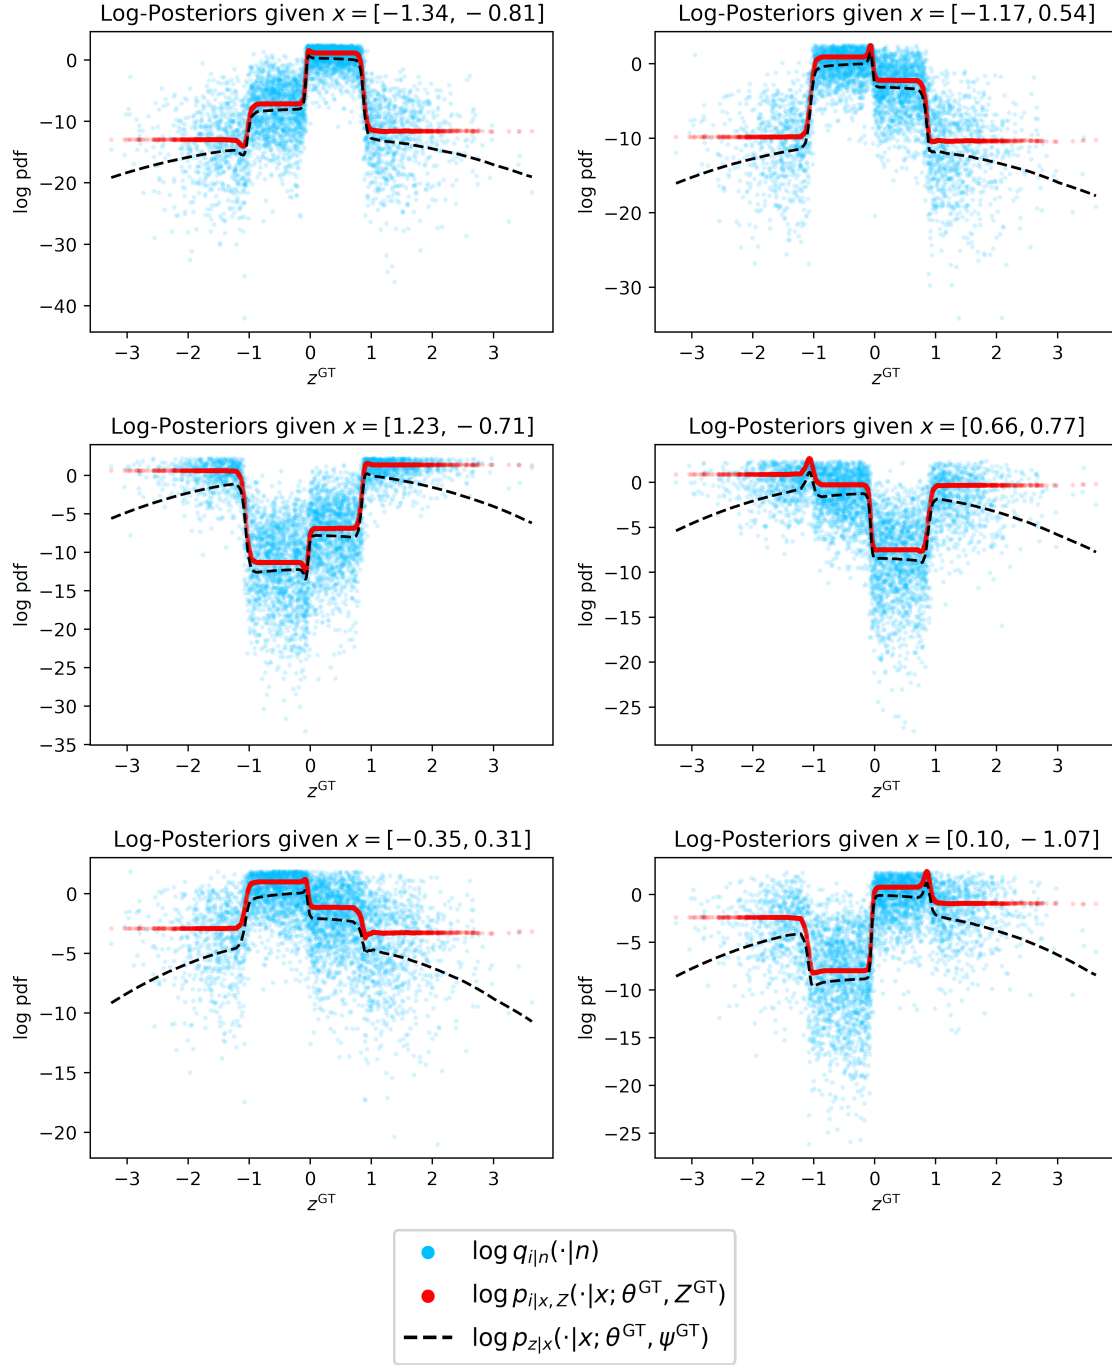 Log-Posteriors given x = [−1.34, −0.81]
Log-Posteriors given x = [−1.17, 0.54]
log pdf
0
−10
−20
−30
−40
−3 −2 −1 0 1 2 3
z^GT
log pdf
0
−10
−20
−30
−3 −2 −1 0 1 2 3
z^GT
Log-Posteriors given x = [1.23, −0.71]
Log-Posteriors given x = [0.66, 0.77]
log pdf
0
−5
−10
−15
−20
−25
−30
−35
−3 −2 −1 0 1 2 3
z^GT
log pdf
0
−5
−10
−15
−20
−25
−3 −2 −1 0 1 2 3
z^GT
Log-Posteriors given x = [−0.35, 0.31]
Log-Posteriors given x = [0.10, −1.07]
log pdf
0
−5
−10
−15
−20
−3 −2 −1 0 1 2 3
z^GT
log pdf
0
−5
−10
−15
−20
−25
−3 −2 −1 0 1 2 3
z^GT
log q_{i|n}(·|n)
log p_{i|x,Z}(·|x; θ^GT, Z^GT)
log p_{z|x}(·|x; θ^GT, ψ^GT)